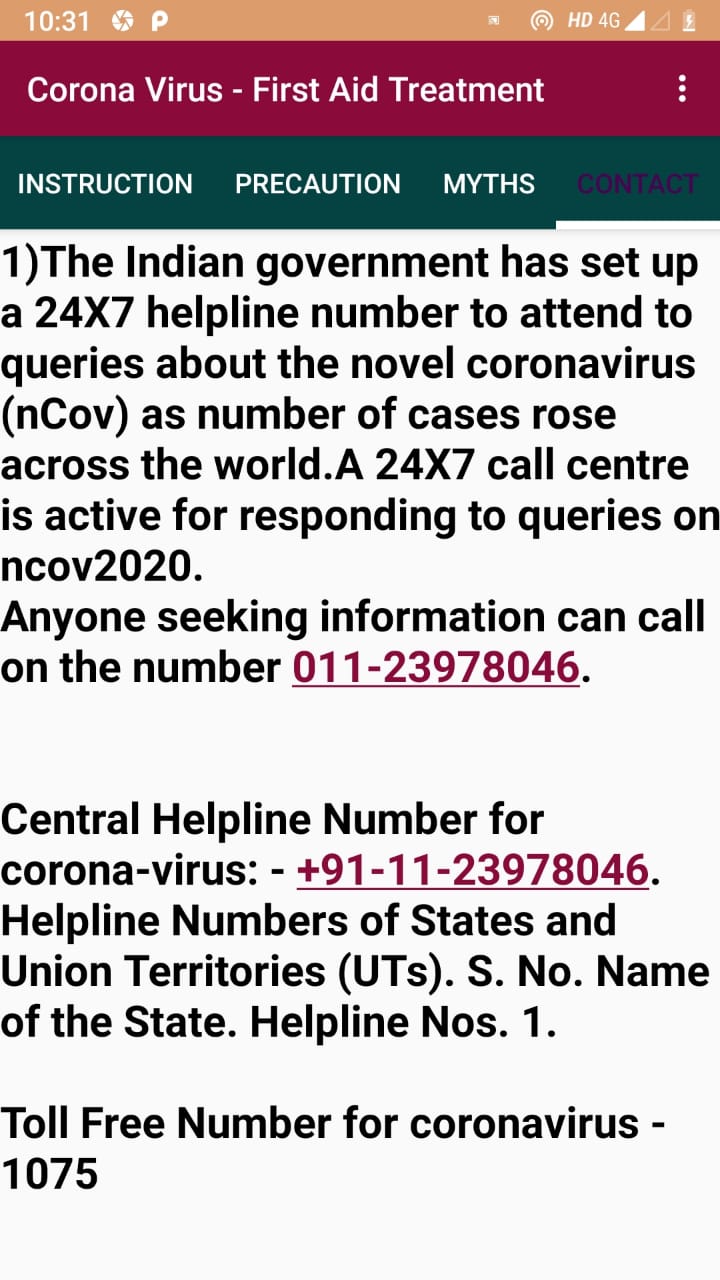 10:31 P HD 4G
Corona Virus - First Aid Treatment
INSTRUCTION PRECAUTION MYTHS CONTACT
1)The Indian government has set up
a 24X7 helpline number to attend to
queries about the novel coronavirus
(nCov) as number of cases rose
across the world.A 24X7 call centre
is active for responding to queries on
ncov2020.
Anyone seeking information can call
on the number 011-23978046.
Central Helpline Number for
corona-virus: - +91-11-23978046.
Helpline Numbers of States and
Union Territories (UTs). S. No. Name
of the State. Helpline Nos. 1.
Toll Free Number for coronavirus -
1075